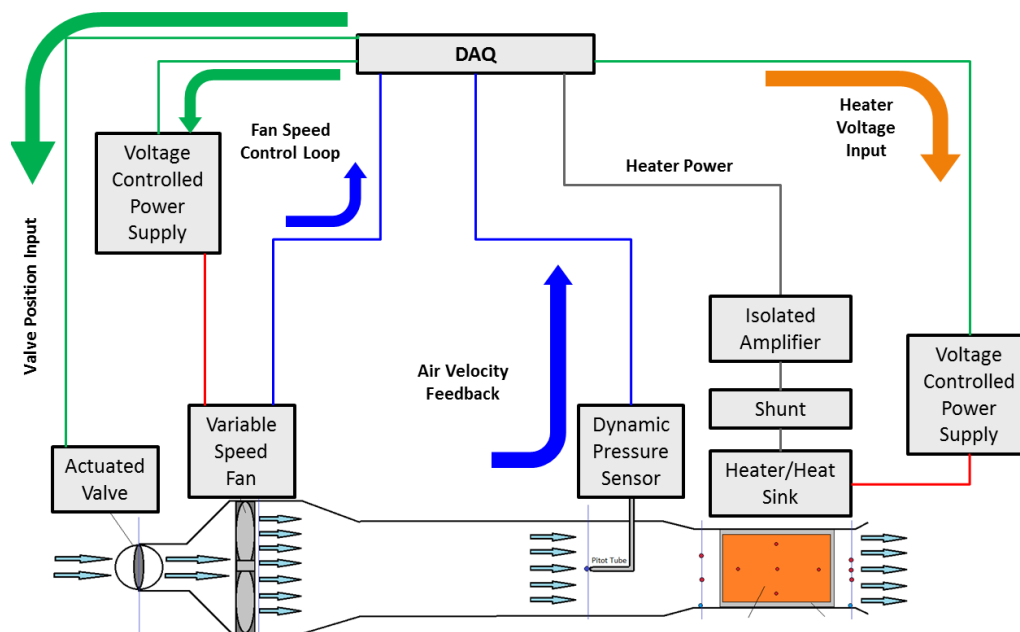 DAQ
Fan Speed
Control Loop
Heater
Voltage
Input
Voltage
Controlled
Power
Supply
Heater Power
Valve Position Input
Isolated
Amplifier
Air Velocity
Feedback
Voltage
Controlled
Power
Supply
Shunt
Variable
Speed
Fan
Dynamic
Pressure
Sensor
Actuated
Valve
Heater/Heat
Sink
Pitot Tube